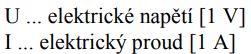 U ... elektrické napětí [1 V]
I ... elektrický proud [1 A]